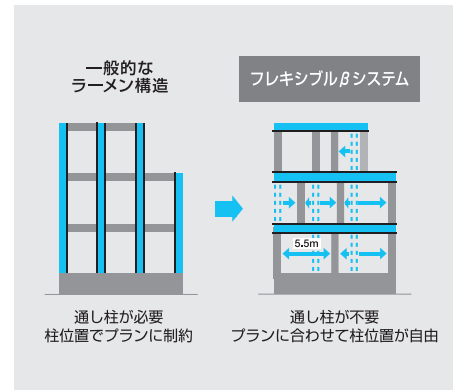 一般的な
ラーメン構造
フレキシブルβシステム
5.5m
通し柱が必要
柱位置でプランに制約
通し柱が不要
プランに合わせて柱位置が自由